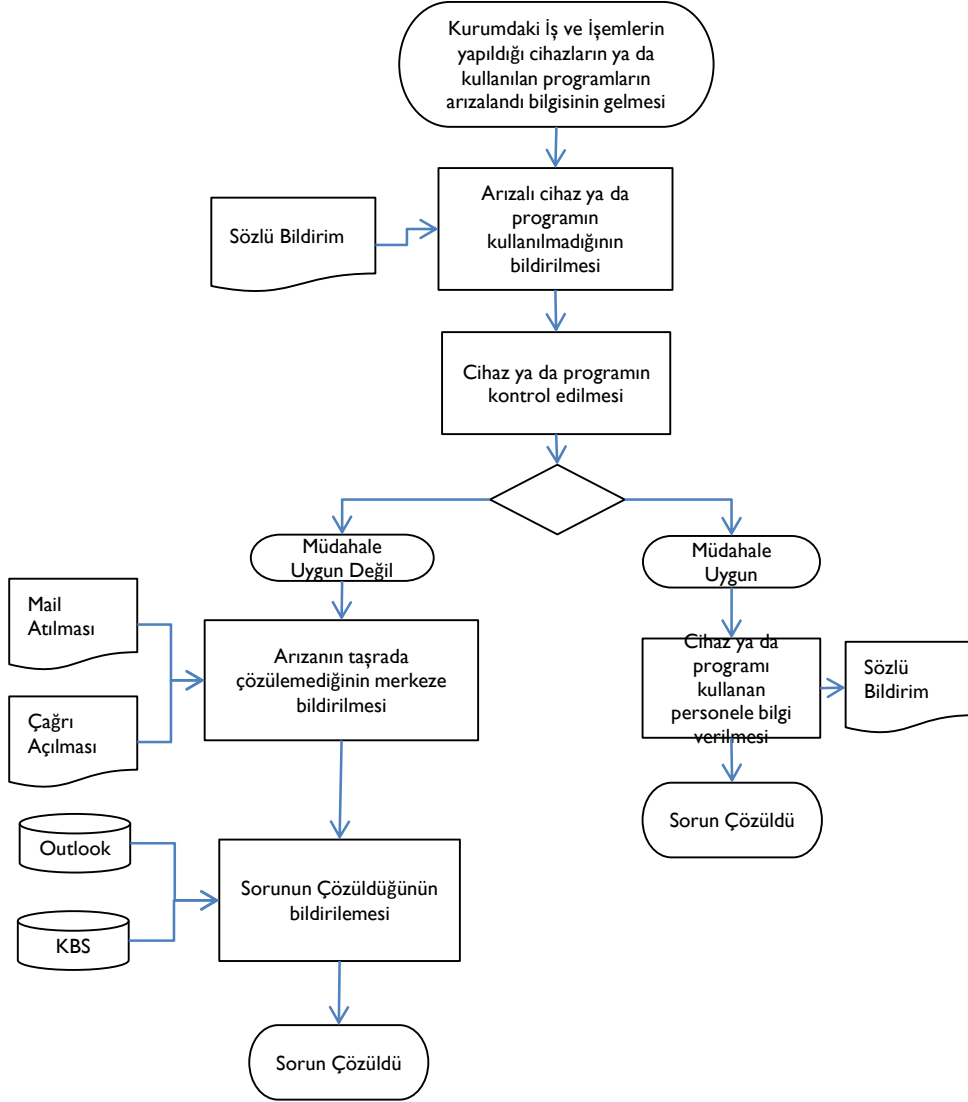 Kurumdaki İş ve İşemlerin
yapıldığı cihazların ya da
kullanılan programların
arızalandı bilgisinin gelmesi
Sözlü Bildirim
Arızalı cihaz ya da
programın
kullanılmadığının
bildirilmesi
Cihaz ya da programın
kontrol edilmesi
Müdahale
Uygun Değil
Müdahale
Uygun
Mail
Atılması
Çağrı
Açılması
Arızanın taşrada
çözülemediğinin merkeze
bildirilmesi
Cihaz ya da
programı
kullanan
personele bilgi
verilmesi
Sözlü
Bildirim
Sorun Çözüldü
Outlook
KBS
Sorunun Çözüldüğünün
bildirilemesi
Sorun Çözüldü